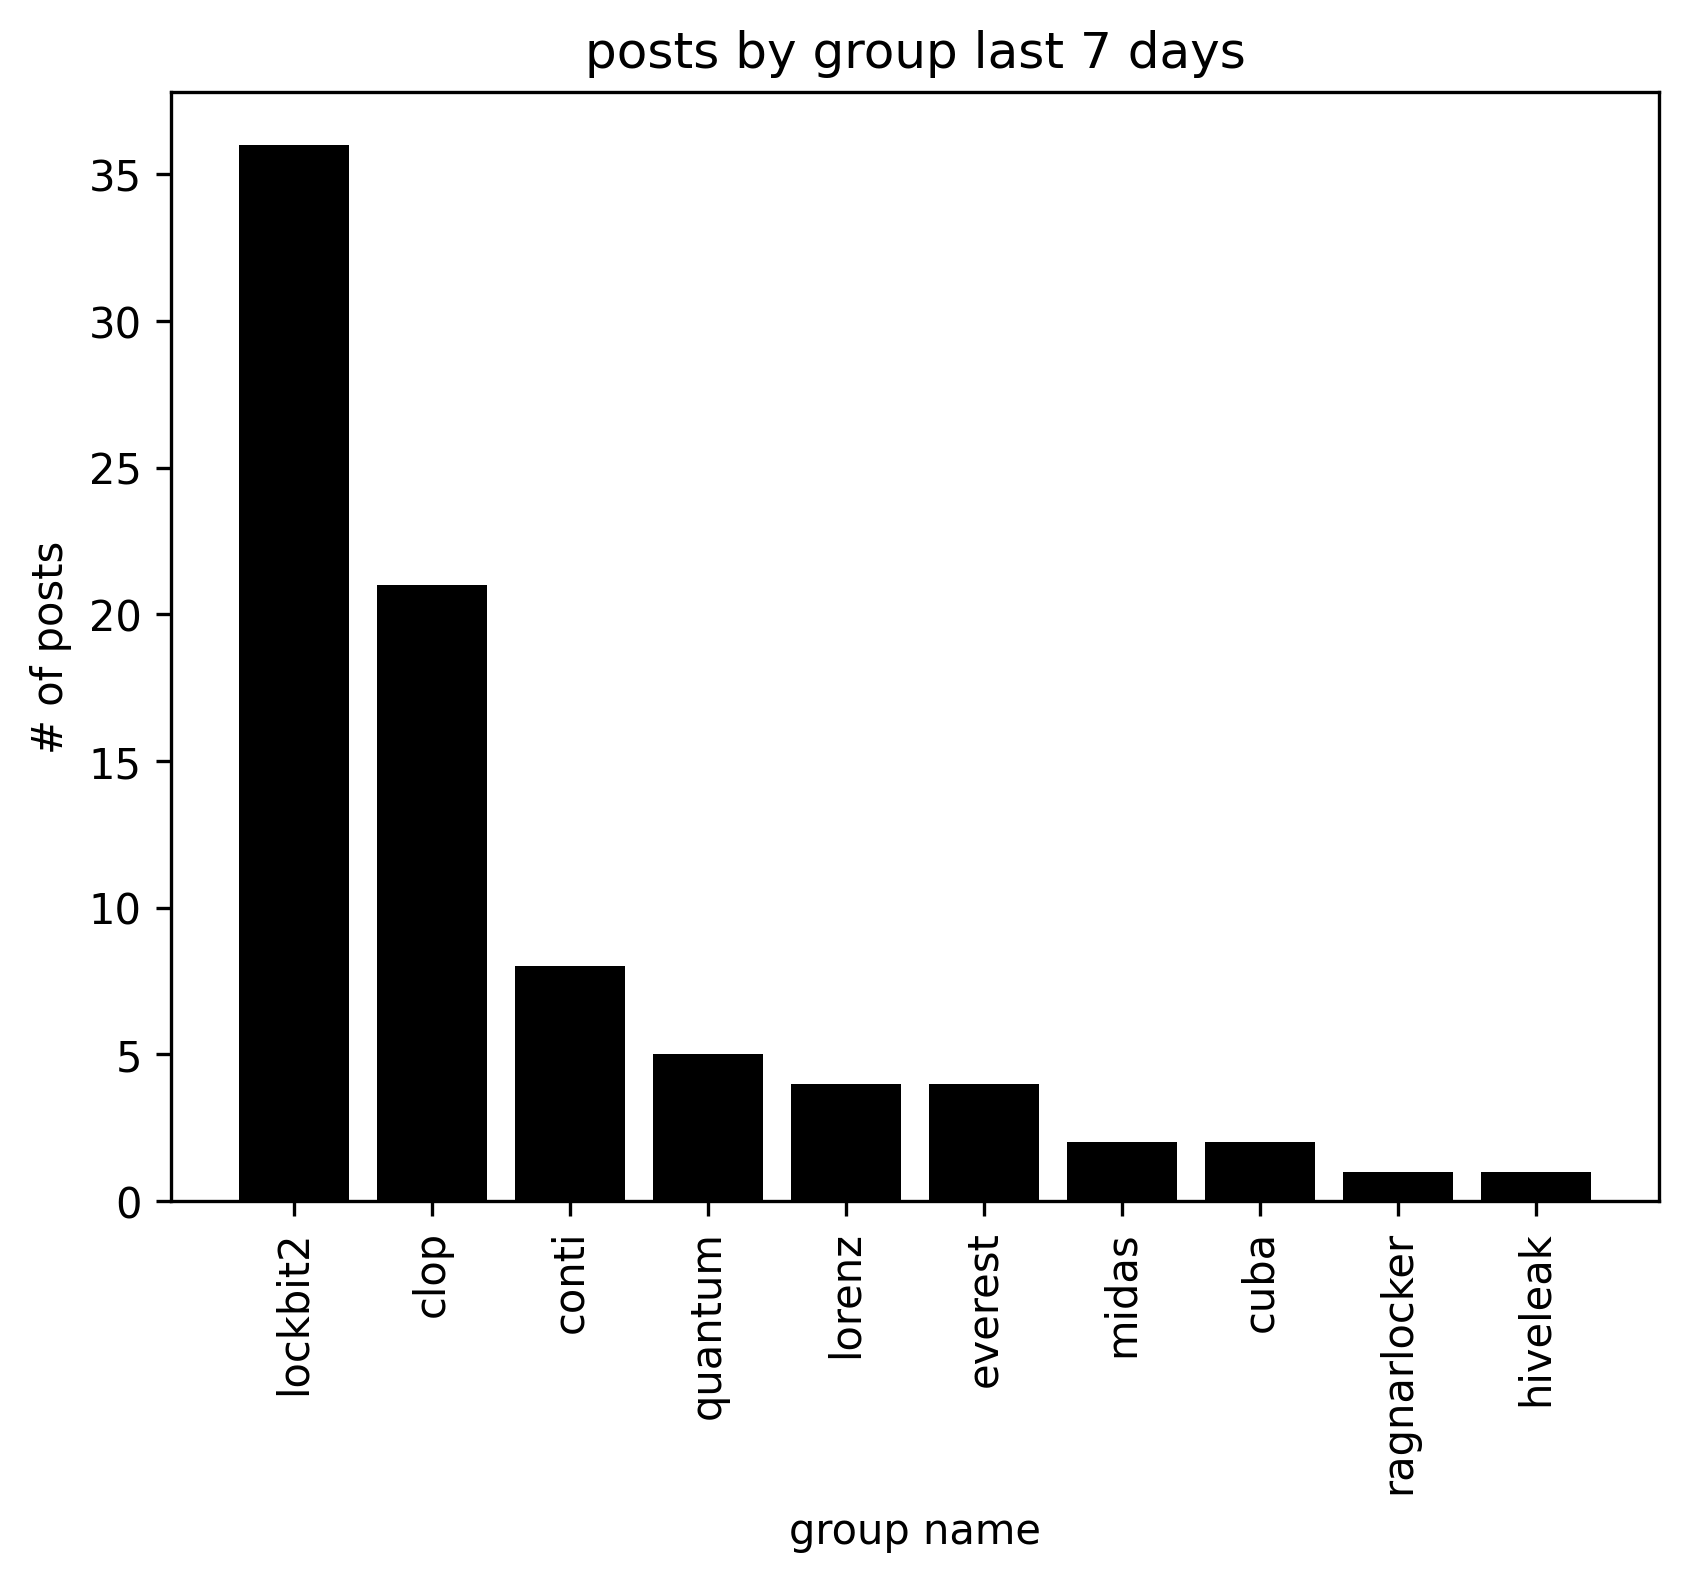 posts by group last 7 days
# of posts
35
30
25
20
15
10
5
0
lockbit2
clop
conti
quantum
lorenz
everest
midas
cuba
ragnarlocker
hiveleak
group name